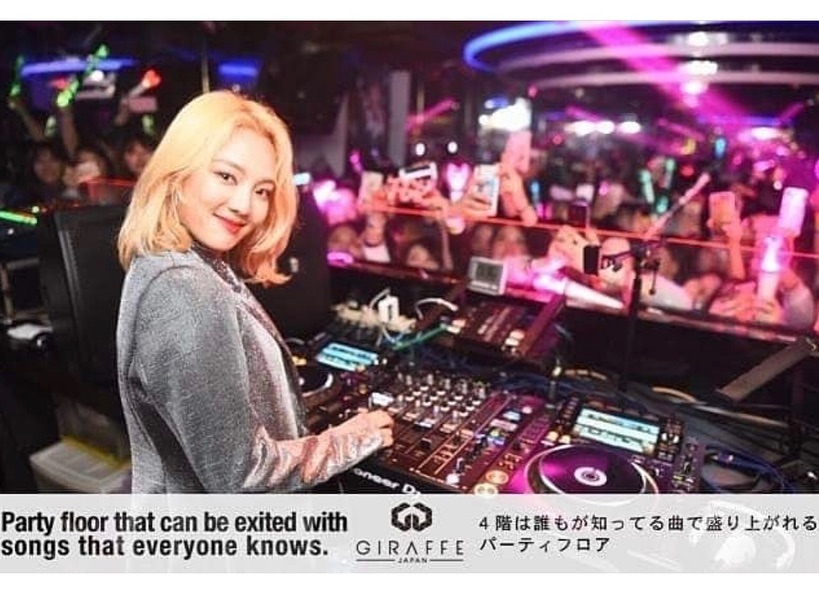 Party floor that can be exited with
songs that everyone knows.
GIRAFFE
JAPAN
4階は誰もが知ってる曲で盛り上がれる
パーティフロア